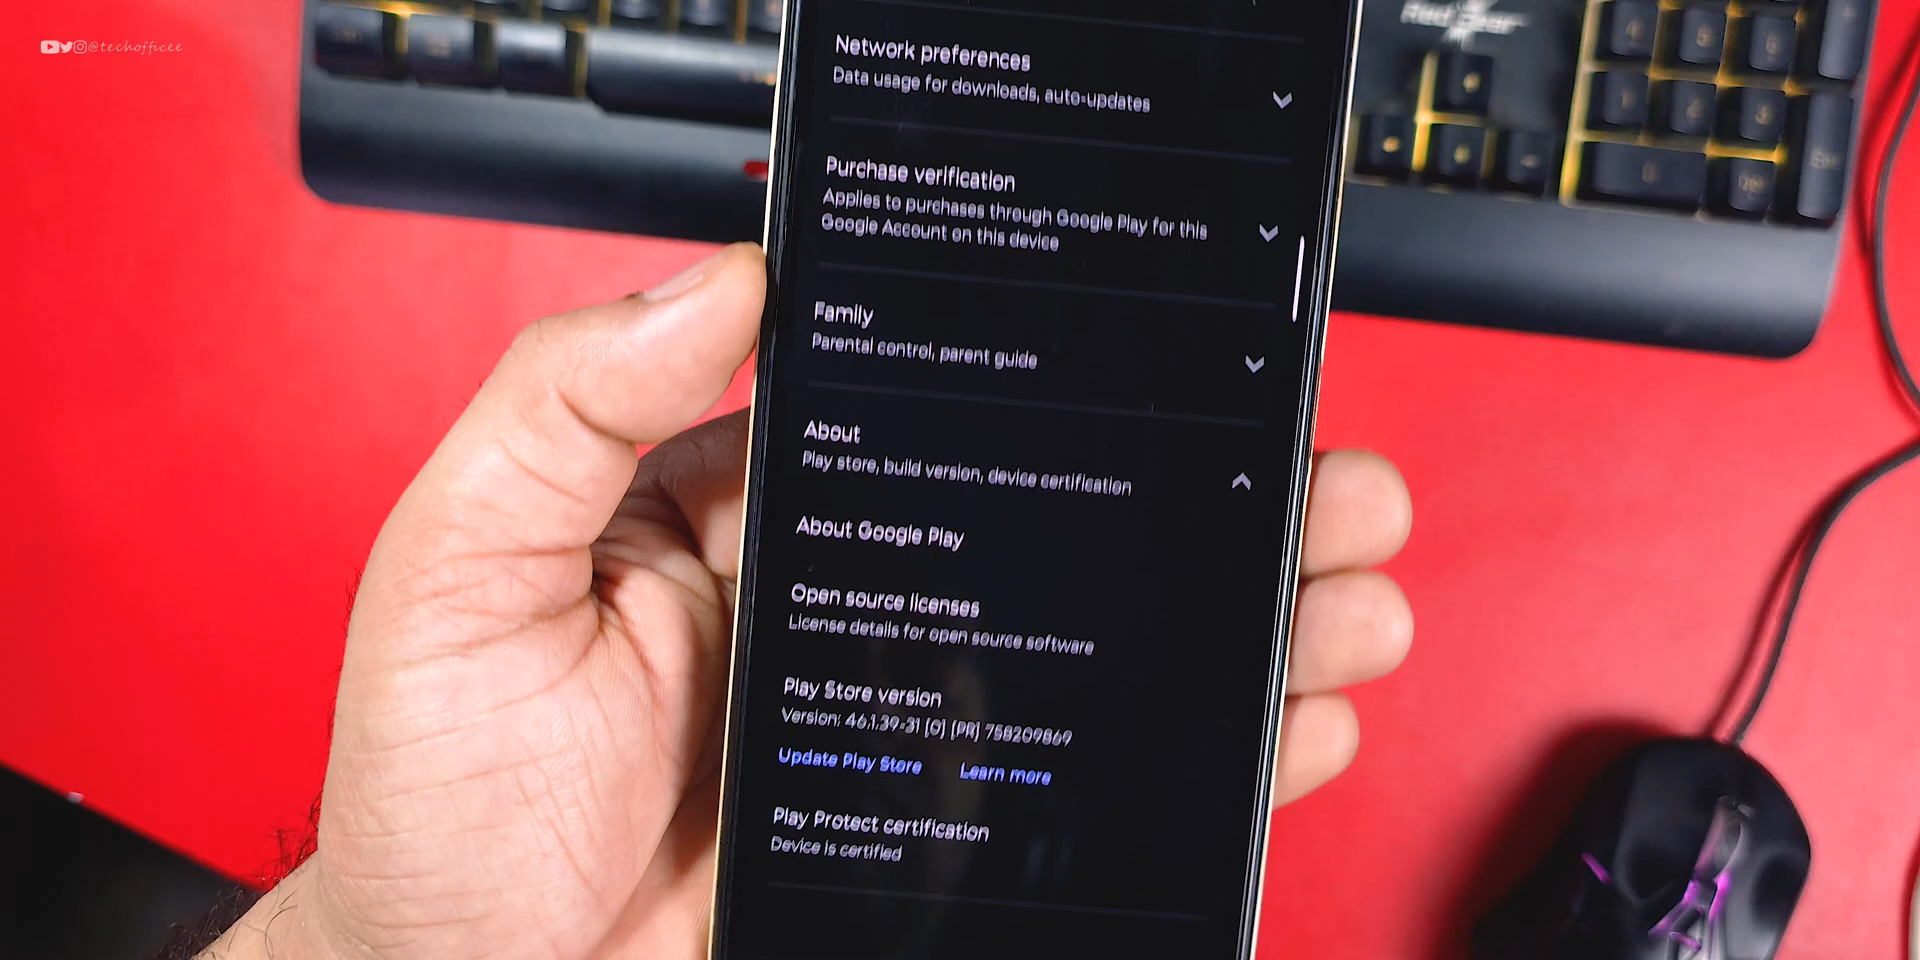 @techofficee
Redgear
Network preferences
Data usage for downloads, auto-updates
Purchase verification
Applies to purchases through Google Play for this
Google Account on this device
Family
Parental control, parent guide
About
Play store, build version, device certification
About Google Play
Open source licenses
License details for open source software
Play Store version
Version: 46.1.39-31 [0] [PR] 758209869
Update Play Store Learn more
Play Protect certification
Device is certified